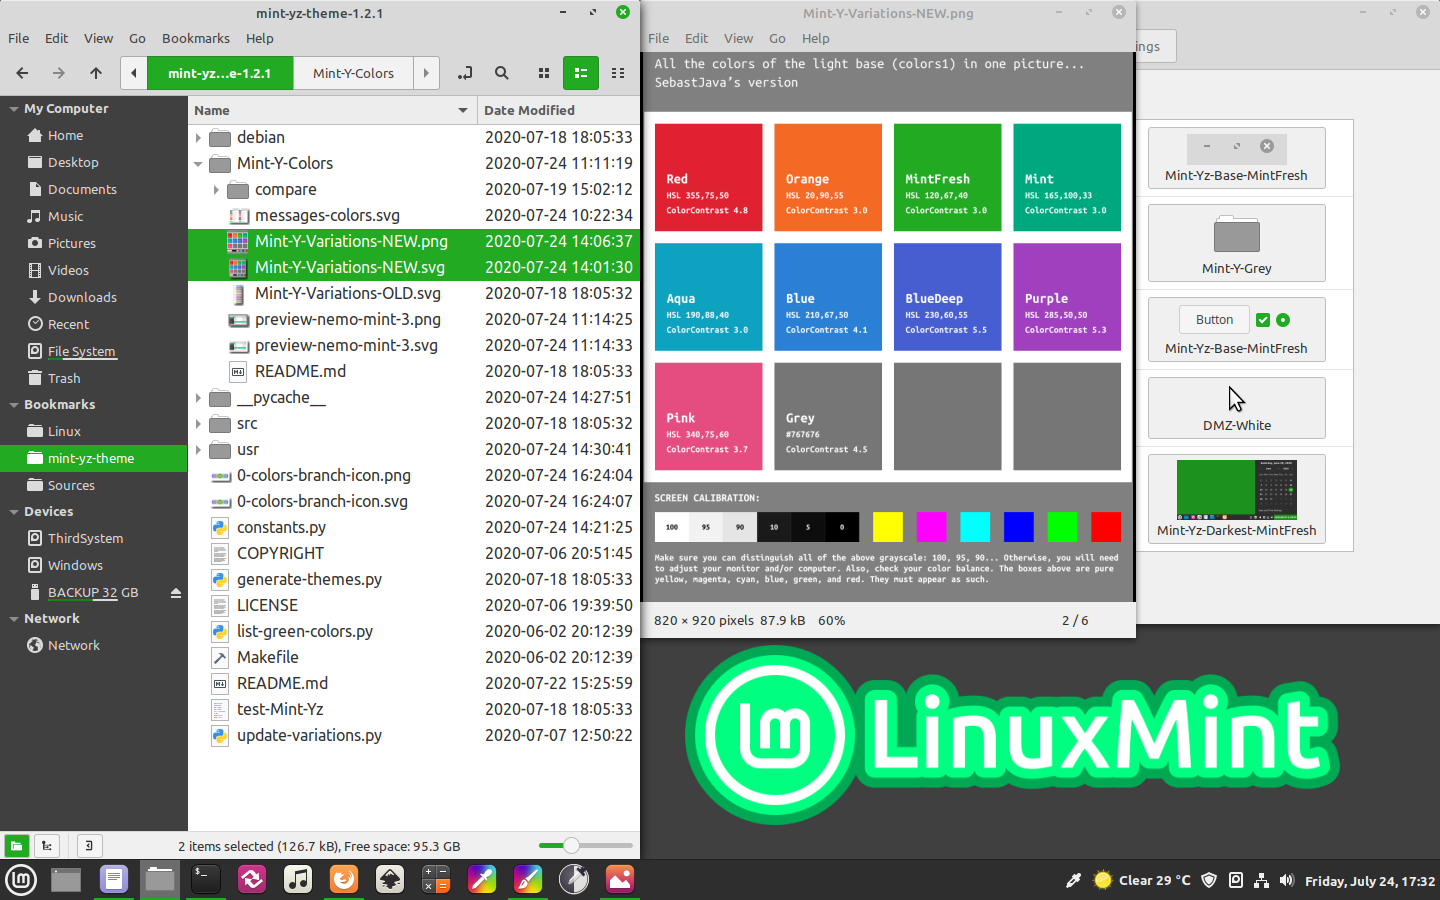 mint-yz-theme-1.2.1
File Edit View Go Bookmarks Help
mint-yz...e-1.2.1 Mint-Y-Colors
My Computer
Home
Desktop
Documents
Music
Pictures
Videos
Downloads
Recent
File System
Trash
Bookmarks
Linux
mint-yz-theme
Sources
Devices
ThirdSystem
Windows
BACKUP 32 GB
Network
Network
Name Date Modified
debian 2020-07-18 18:05:33
Mint-Y-Colors 2020-07-24 11:11:19
compare 2020-07-19 15:02:12
messages-colors.svg 2020-07-24 10:22:34
Mint-Y-Variations-NEW.png 2020-07-24 14:06:37
Mint-Y-Variations-NEW.svg 2020-07-24 14:01:30
Mint-Y-Variations-OLD.svg 2020-07-18 18:05:32
preview-nemo-mint-3.png 2020-07-24 11:14:25
preview-nemo-mint-3.svg 2020-07-24 11:14:33
README.md 2020-07-18 18:05:33
__pycache__ 2020-07-24 14:27:51
src 2020-07-18 18:05:32
usr 2020-07-24 14:30:41
0-colors-branch-icon.png 2020-07-24 16:24:04
0-colors-branch-icon.svg 2020-07-24 16:24:07
constants.py 2020-07-24 14:21:25
COPYRIGHT 2020-07-06 20:51:45
generate-themes.py 2020-07-18 18:05:33
LICENSE 2020-07-06 19:39:50
list-green-colors.py 2020-06-02 20:12:39
Makefile 2020-06-02 20:12:39
README.md 2020-07-22 15:25:59
test-Mint-Yz 2020-07-18 18:05:33
update-variations.py 2020-07-07 12:50:22
2 items selected (126.7 kB), Free space: 95.3 GB
Mint-Y-Variations-NEW.png
File Edit View Go Help
All the colors of the light base (colors1) in one picture...
SebastJava's version
Red
HSL 355,75,50
ColorContrast 4.8
Orange
HSL 20,90,55
ColorContrast 3.0
MintFresh
HSL 120,67,40
ColorContrast 3.0
Mint
HSL 165,100,33
ColorContrast 3.0
Aqua
HSL 190,88,40
ColorContrast 3.0
Blue
HSL 210,67,50
ColorContrast 4.1
BlueDeep
HSL 230,60,55
ColorContrast 5.5
Purple
HSL 285,50,50
ColorContrast 5.3
Pink
HSL 340,75,60
ColorContrast 3.7
Grey
#767676
ColorContrast 4.5
SCREEN CALIBRATION:
100 95 90 10 5 0
Make sure you can distinguish all of the above grayscale: 100, 95, 90... Otherwise, you will need
to adjust your monitor and/or computer. Also, check your color balance. The boxes above are pure
yellow, magenta, cyan, blue, green, and red. They must appear as such.
820 × 920 pixels 87.9 kB 60% 2 / 6
ings
Mint-Yz-Base-MintFresh
Mint-Y-Grey
Button
Mint-Yz-Base-MintFresh
DMZ-White
Mint-Yz-Darkest-MintFresh
LinuxMint
Clear 29 °C
Friday, July 24, 17:32